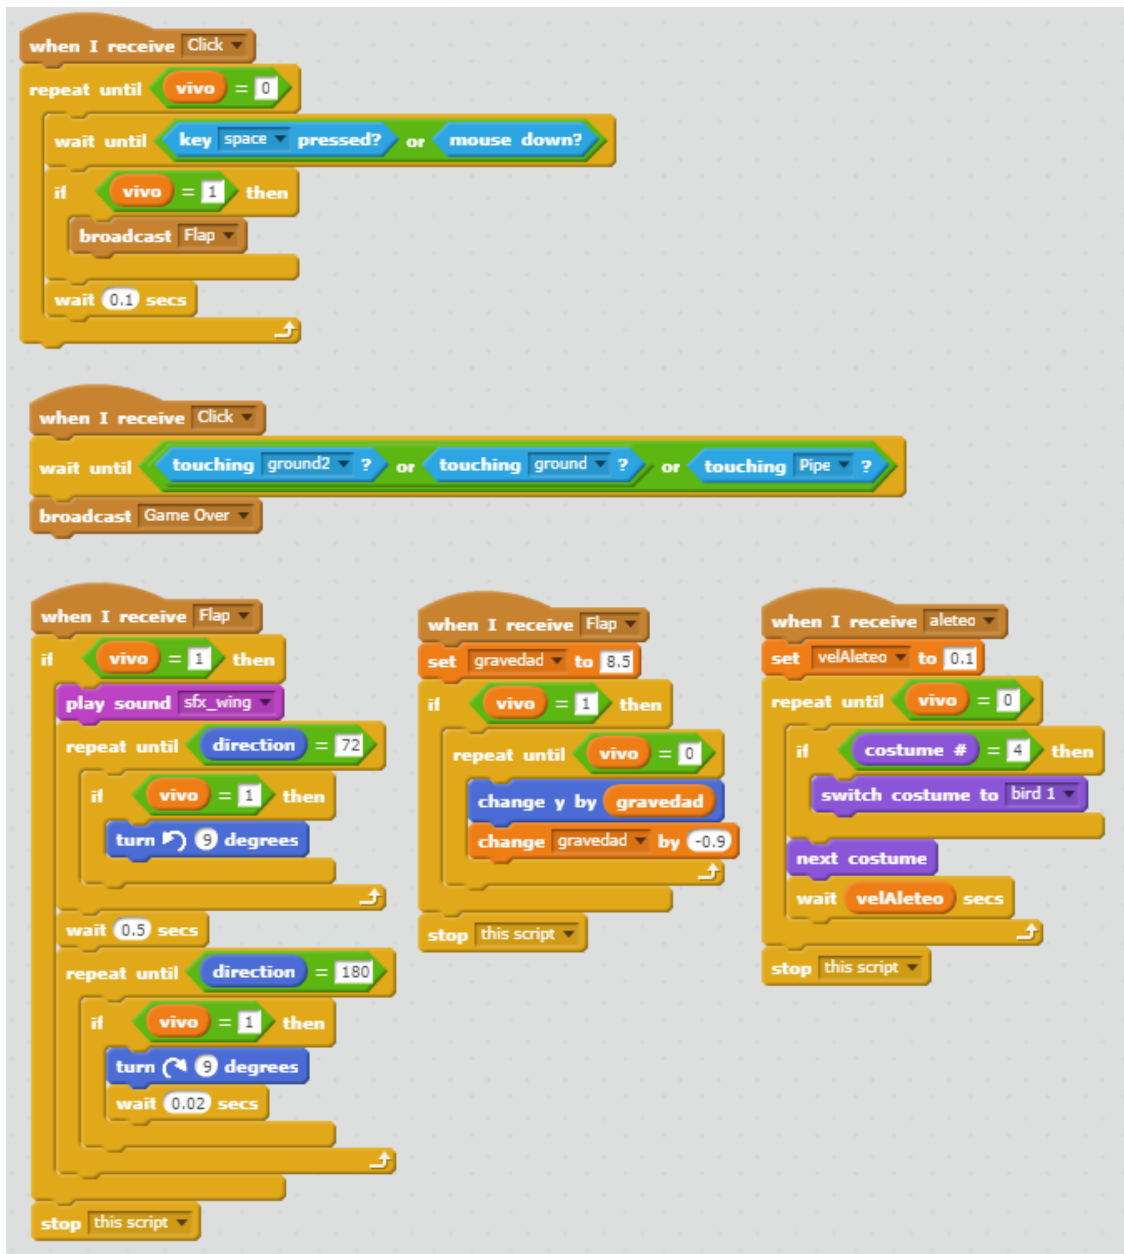 when I receive Click
repeat until vivo = 0
wait until key space pressed? or mouse down?
if vivo = 1 then
broadcast Flap
wait 0.1 secs
when I receive Click
wait until touching ground2 ? or touching ground ? or touching Pipe ?
broadcast Game Over
when I receive Flap
if vivo = 1 then
play sound sfx_wing
repeat until direction = 72
if vivo = 1 then
turn 9 degrees
wait 0.5 secs
repeat until direction = 180
if vivo = 1 then
turn 9 degrees
wait 0.02 secs
stop this script
when I receive Flap
set gravedad to 8.5
if vivo = 1 then
repeat until vivo = 0
change y by gravedad
change gravedad by -0.9
stop this script
when I receive aleteo
set velAleteo to 0.1
repeat until vivo = 0
if costume # = 4 then
switch costume to bird 1
next costume
wait velAleteo secs
stop this script